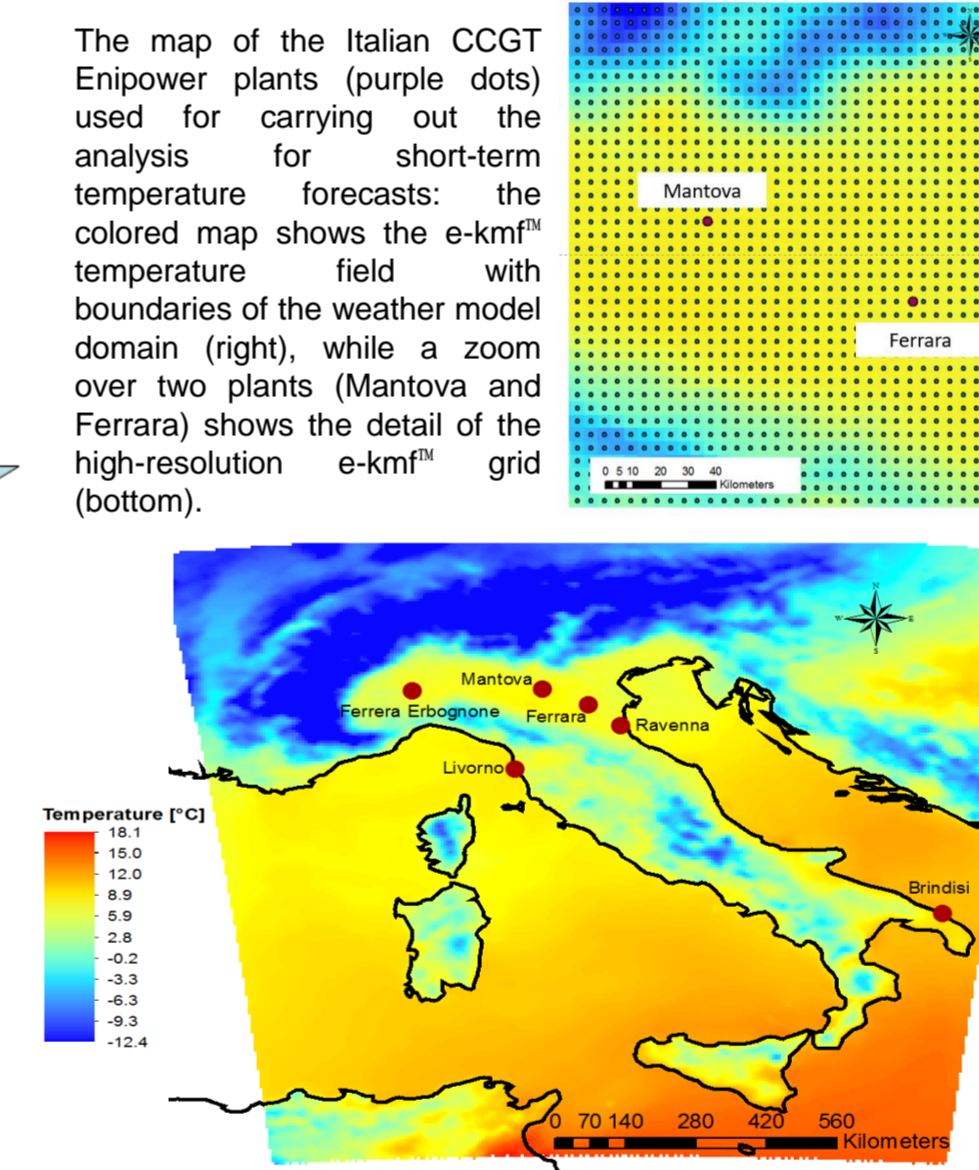 The map of the Italian CCGT
Enipower plants (purple dots)
used for carrying out the
analysis for short-term
temperature forecasts: the
colored map shows the e-kmf™
temperature field with
boundaries of the weather model
domain (right), while a zoom
over two plants (Mantova and
Ferrara) shows the detail of the
high-resolution e-kmf™ grid
(bottom).
Mantova
Ferrara
0 5 10 20 30 40
Kilometers
N
W E
S
Mantova
Ferrera Erbognone
Ferrara
Ravenna
Livorno
Brindisi
Temperature [°C]
18.1
15.0
12.0
8.9
5.9
2.8
-0.2
-3.3
-6.3
-9.3
-12.4
0 70 140 280 420 560
Kilometers